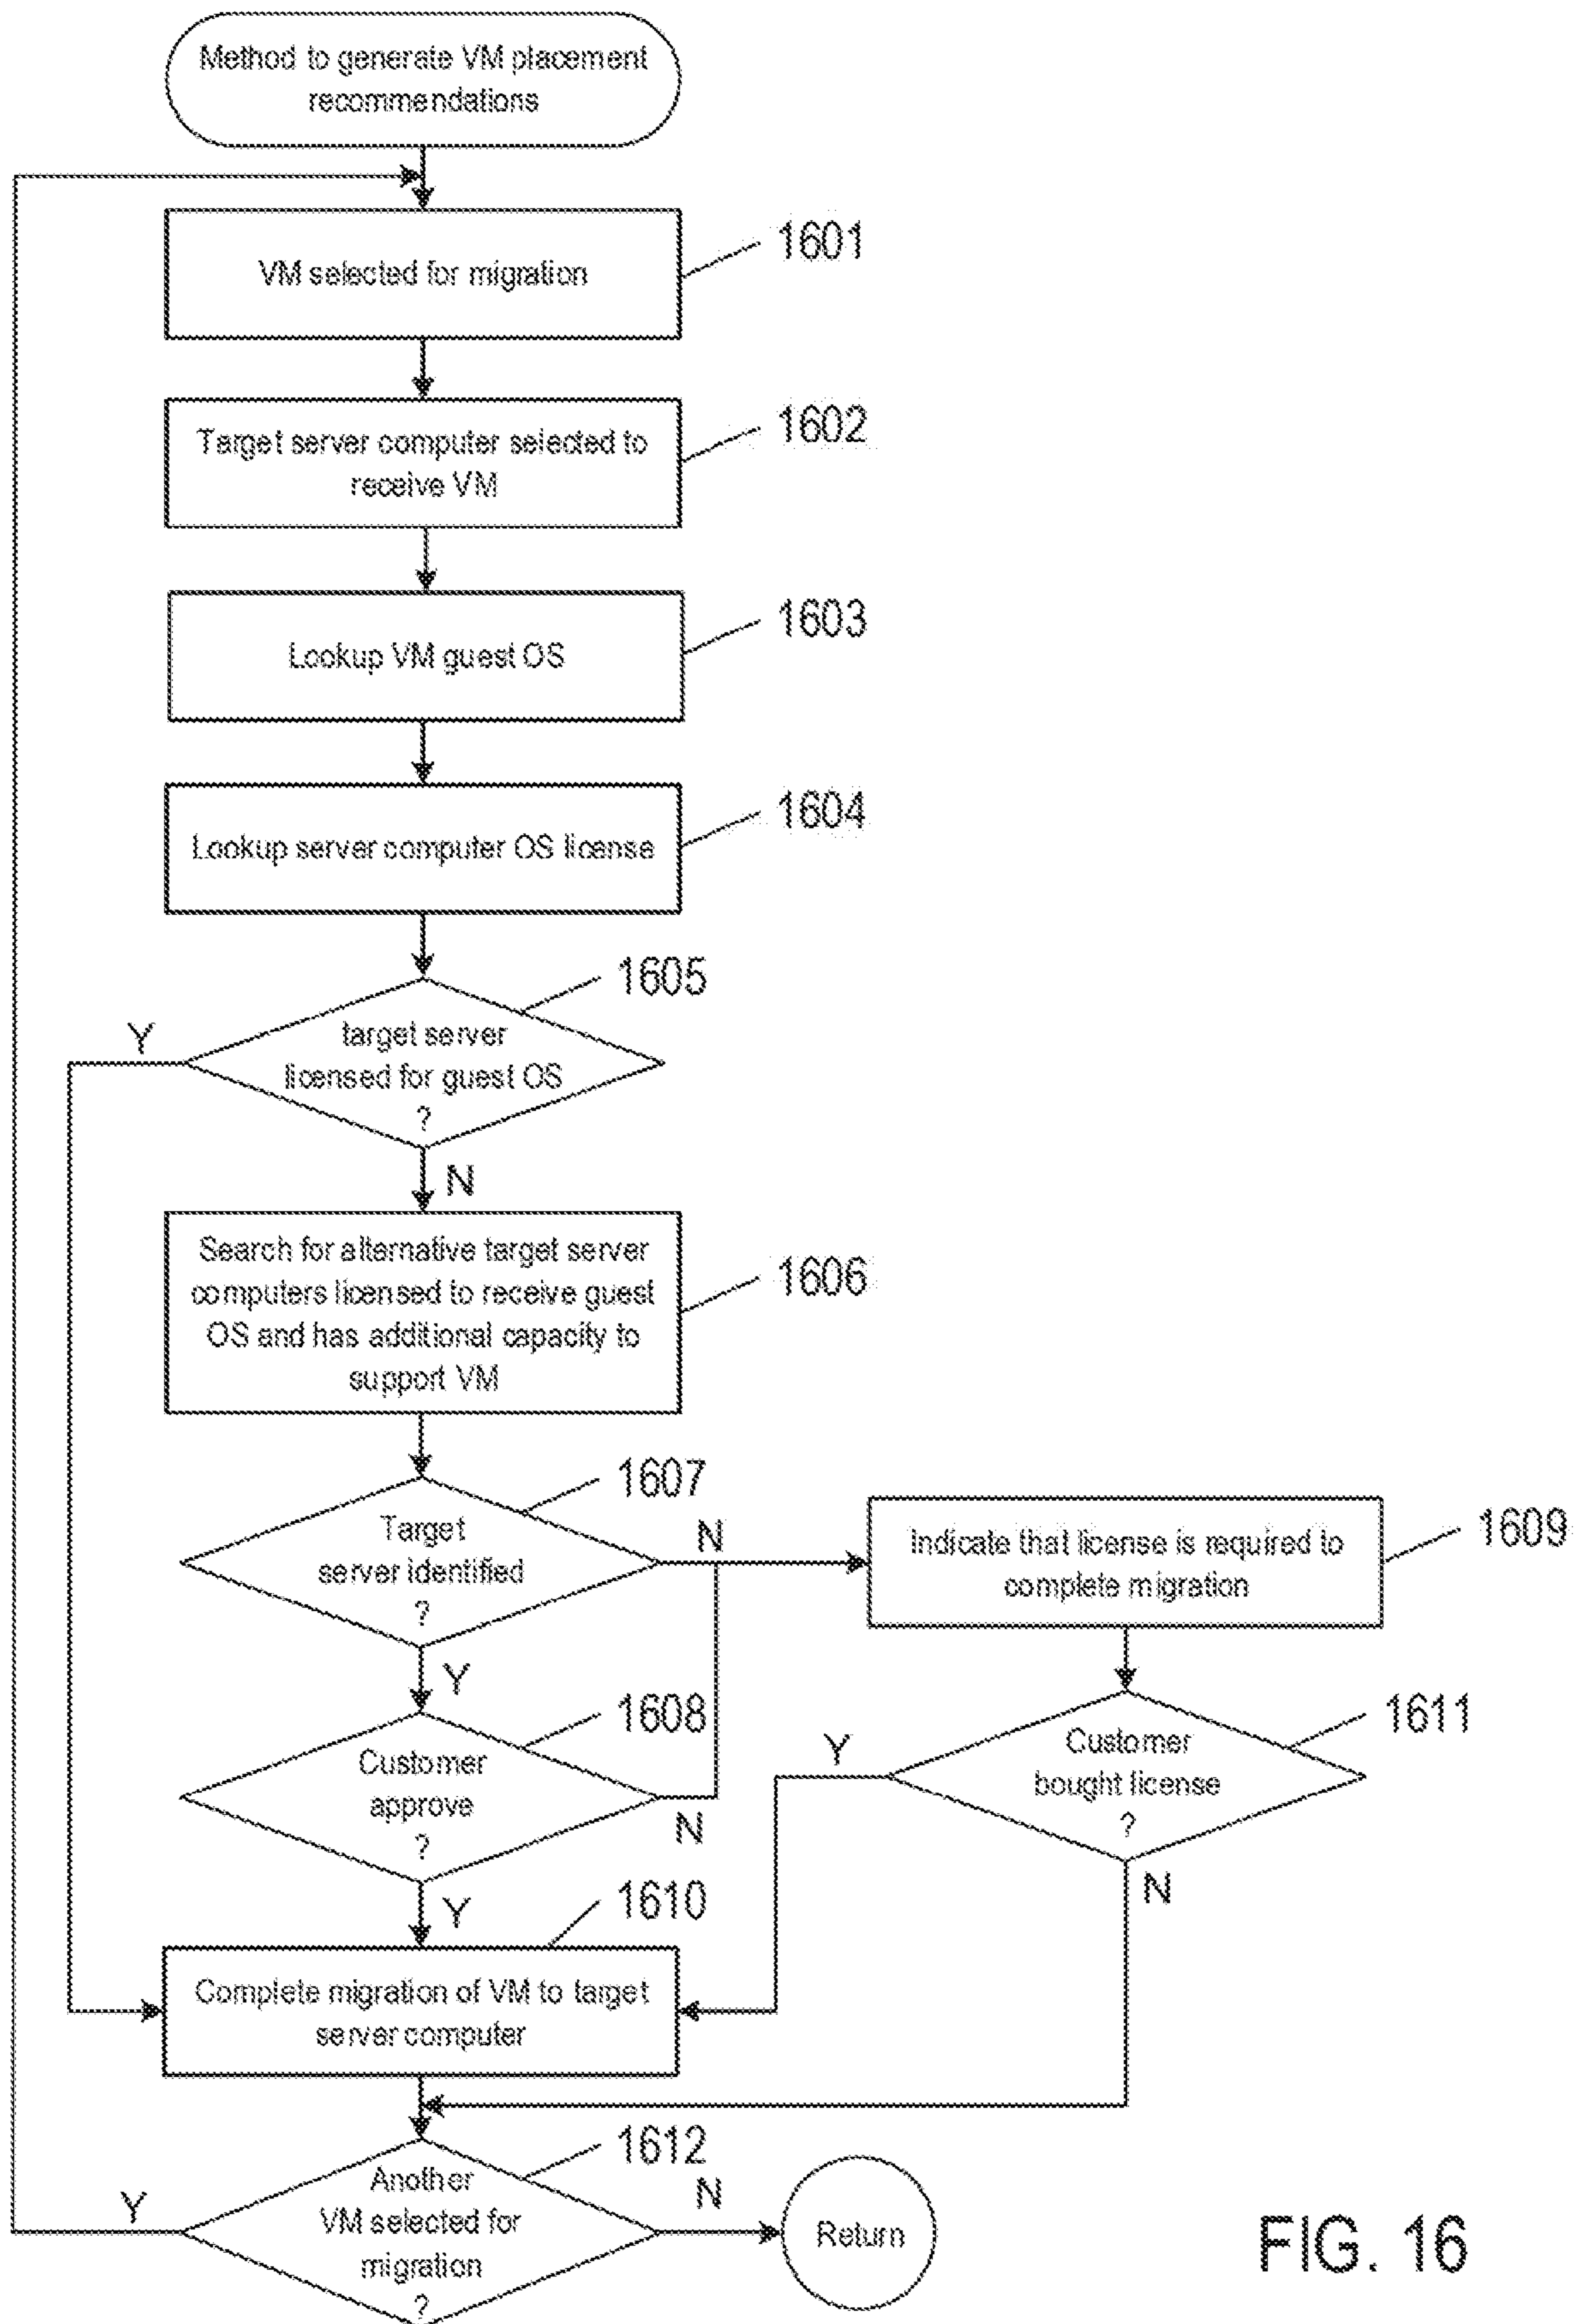 Method to generate VM placement
recommendations
VM selected for migration
1601
Target server computer selected to
receive VM
1602
Lookup VM guest OS
1603
Lookup server computer OS license
1604
1605
target server
licensed for guest OS
?
Y
N
Search for alternative target server
computers licensed to receive guest
OS and has additional capacity to
support VM
1606
1607
Target
server identified
?
N
Y
Indicate that license is required to
complete migration
1609
1608
Customer
approve
?
N
Y
1611
Customer
bought license
?
Y
N
1610
Complete migration of VM to target
server computer
1612
Another
VM selected for
migration
?
Y
N
Return
FIG. 16